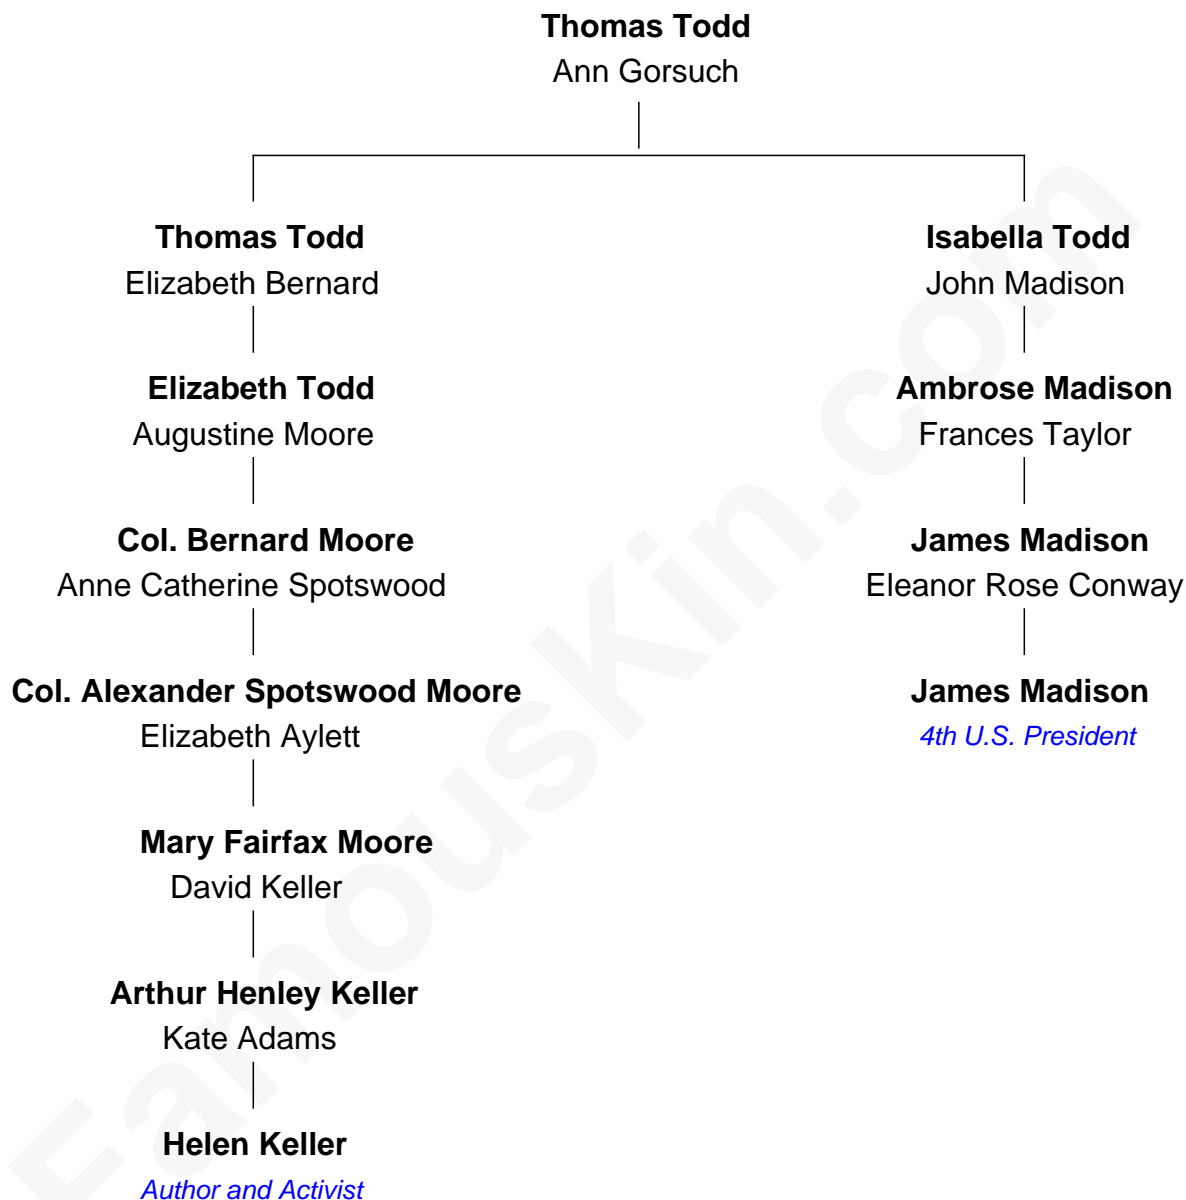 Thomas Todd
Ann Gorsuch
Thomas Todd
Elizabeth Bernard
Isabella Todd
John Madison
Elizabeth Todd
Augustine Moore
Ambrose Madison
Frances Taylor
Col. Bernard Moore
Anne Catherine Spotswood
James Madison
Eleanor Rose Conway
Col. Alexander Spotswood Moore
Elizabeth Aylett
James Madison
4th U.S. President
Mary Fairfax Moore
David Keller
Arthur Henley Keller
Kate Adams
Helen Keller
Author and Activist
FamousKin.com